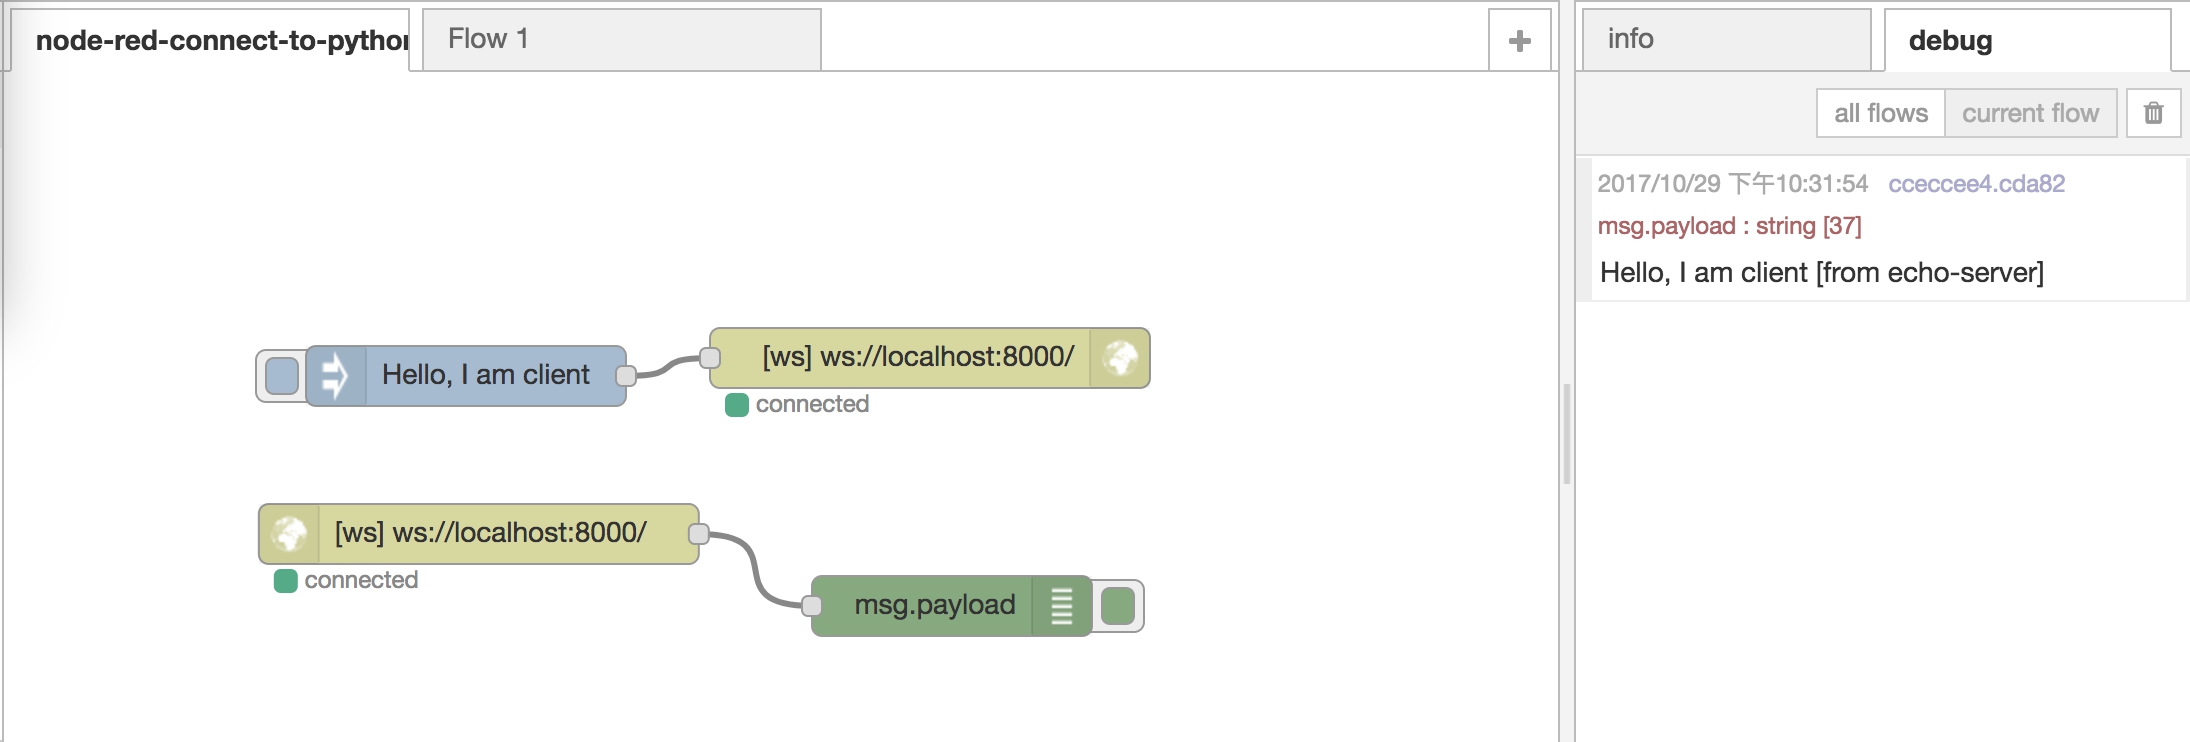 node-red-connect-to-pytho
Flow 1
info
debug
all flows
current flow
2017/10/29 下午10:31:54 cceccee4.cda82
msg.payload : string [37]
Hello, I am client [from echo-server]
Hello, I am client
[ws] ws://localhost:8000/
connected
[ws] ws://localhost:8000/
connected
msg.payload